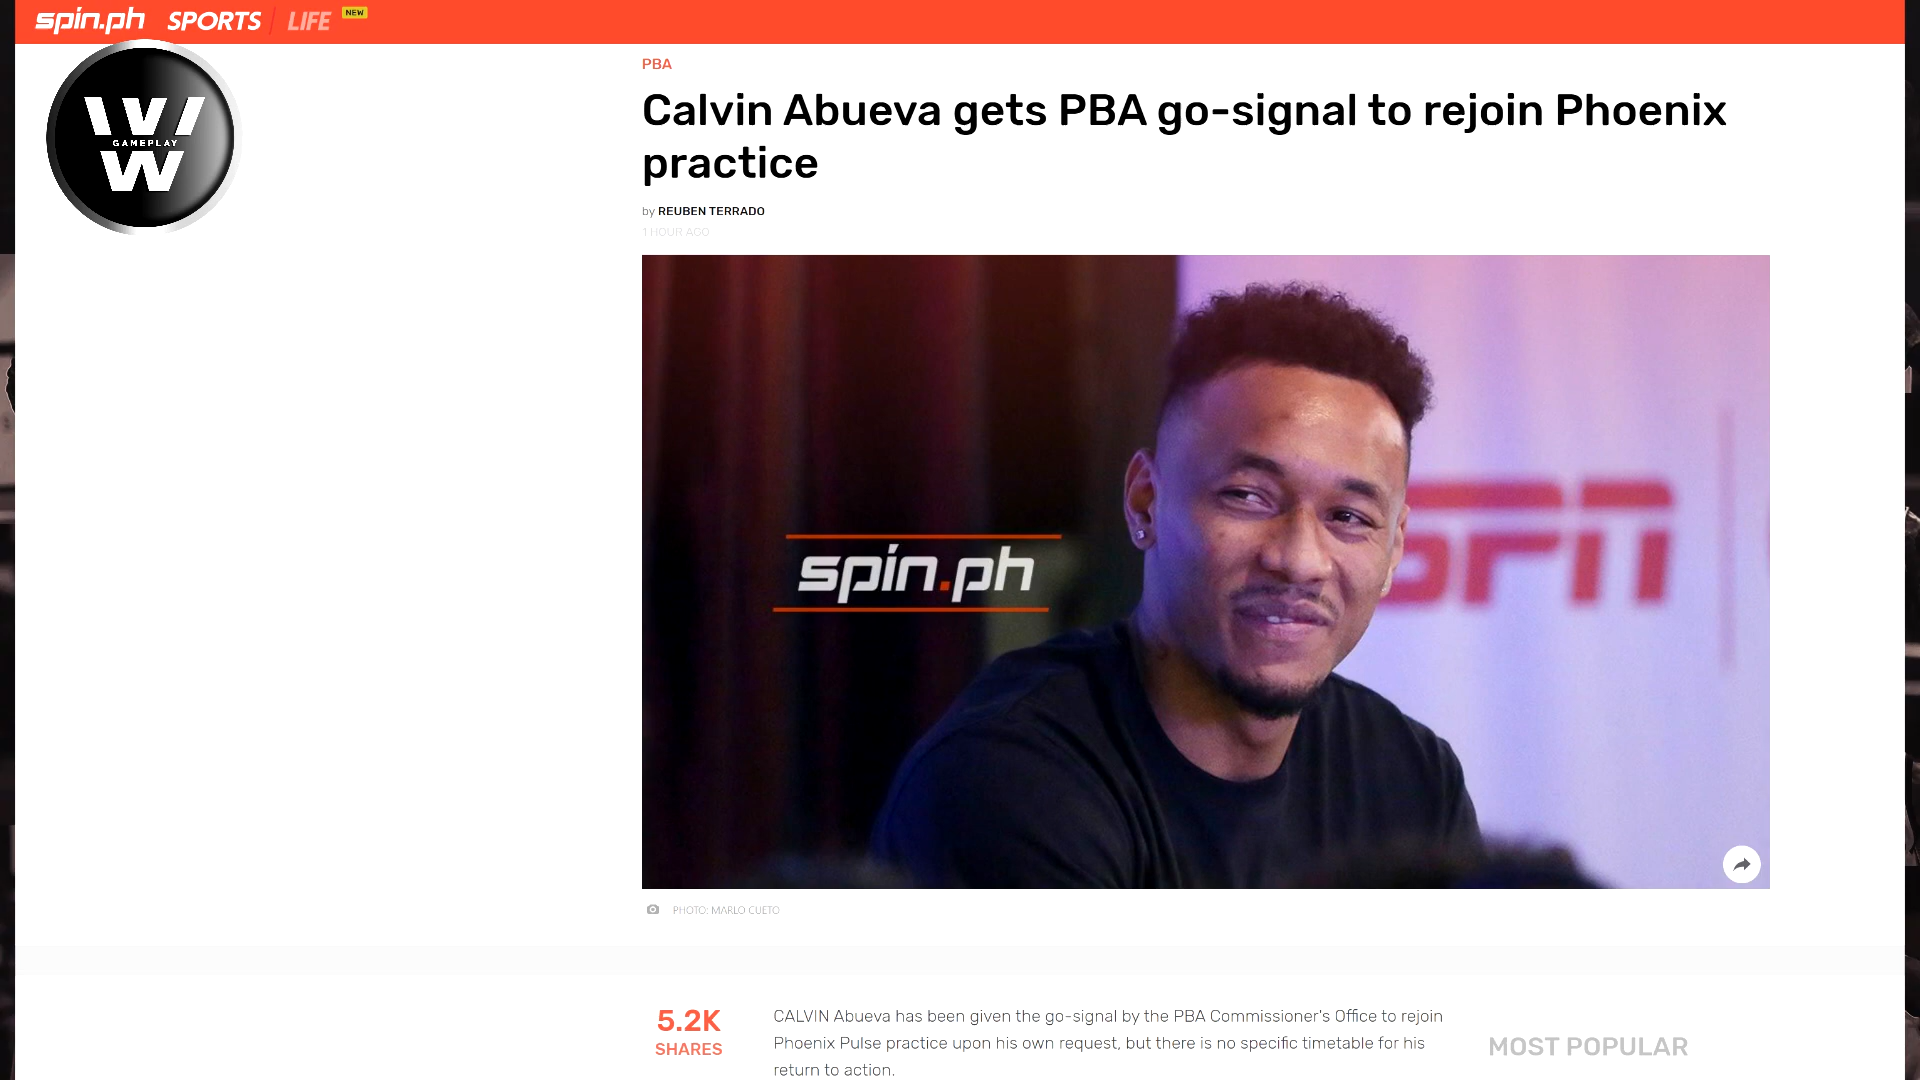 spin.ph SPORTS LIFE NEW
GAMEPLAY
W
PBA
Calvin Abueva gets PBA go-signal to rejoin Phoenix
practice
by REUBEN TERRADO
1 HOUR AGO
spin.ph
PHOTO: MARLO CUETO
5.2K
SHARES
CALVIN Abueva has been given the go-signal by the PBA Commissioner's Office to rejoin
Phoenix Pulse practice upon his own request, but there is no specific timetable for his
return to action.
MOST POPULAR